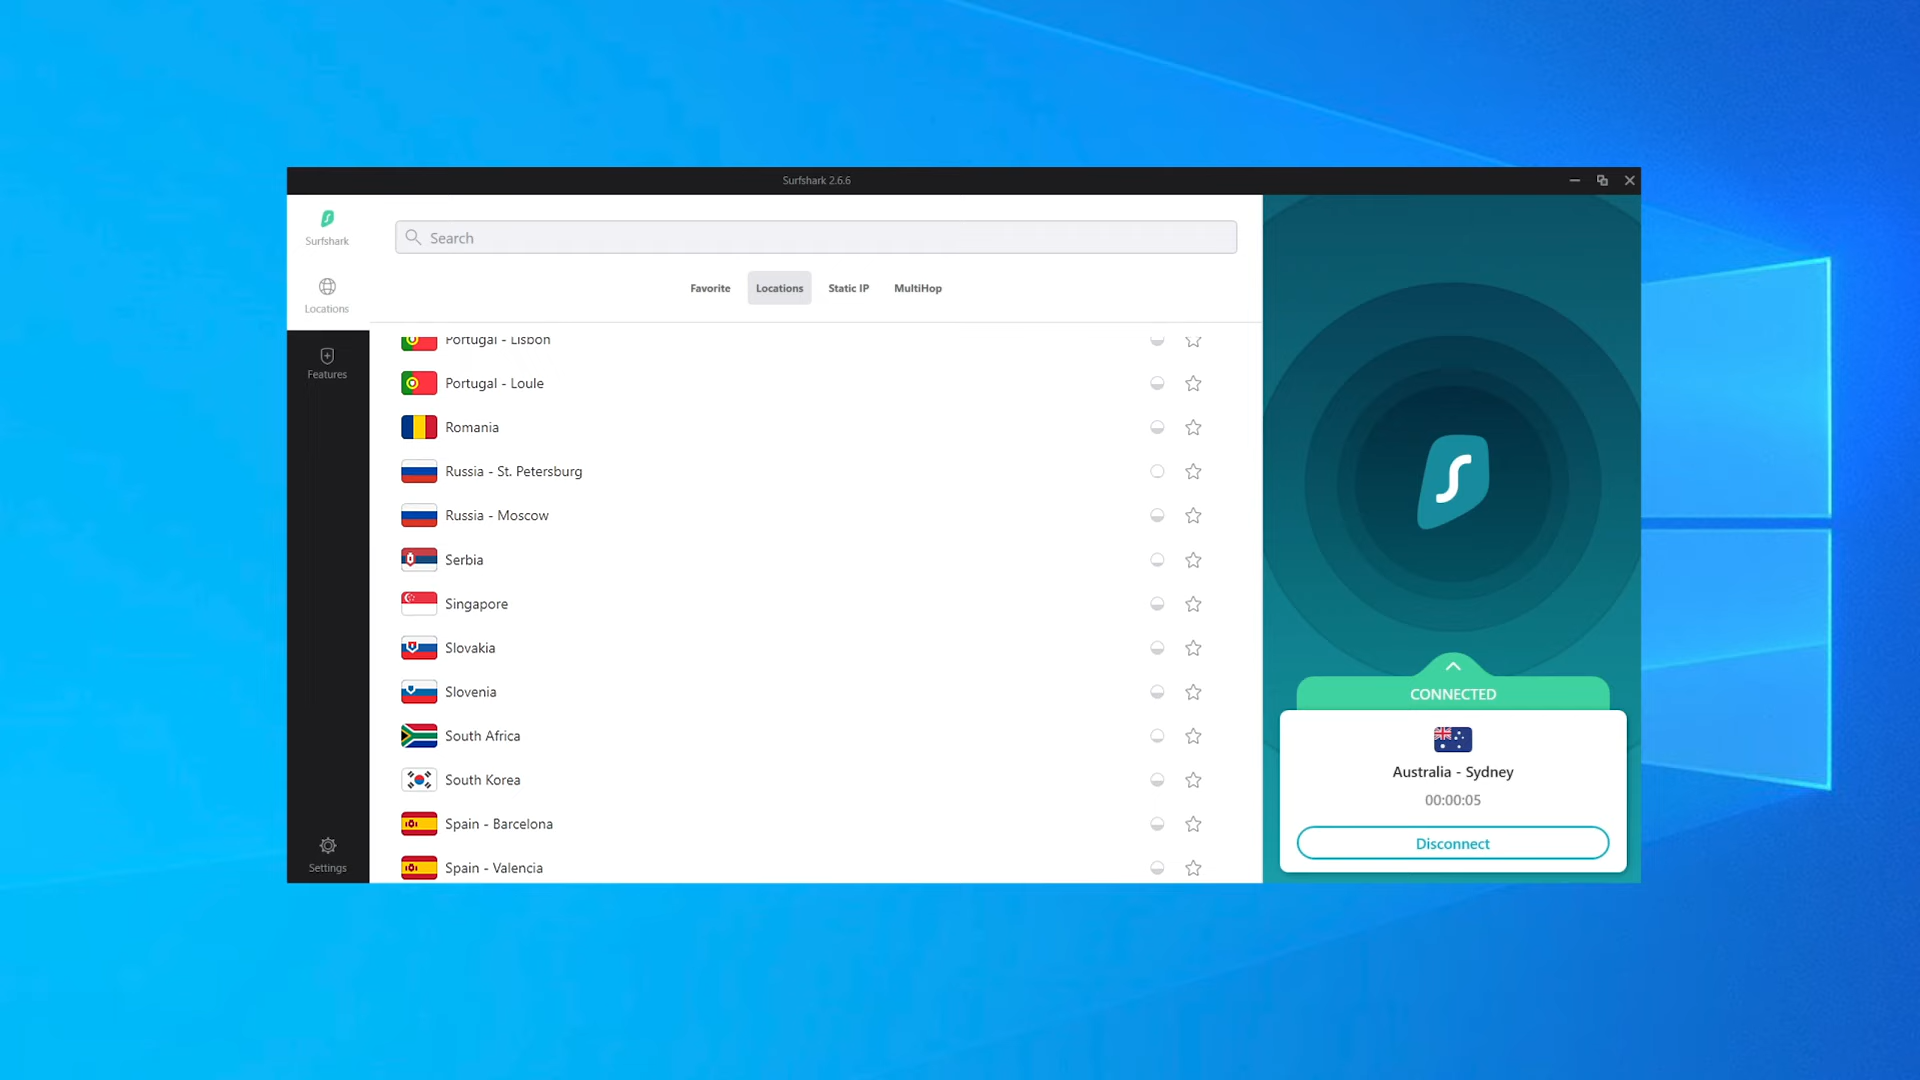 Surfshark 2.6.6
Surfshark
Search
Locations
Favorite Locations Static IP MultiHop
Features
Portugal - Lisbon
Portugal - Loule
Romania
Russia - St. Petersburg
Russia - Moscow
Serbia
Singapore
Slovakia
Slovenia
South Africa
South Korea
Spain - Barcelona
Spain - Valencia
Settings
CONNECTED
Australia - Sydney
00:00:05
Disconnect